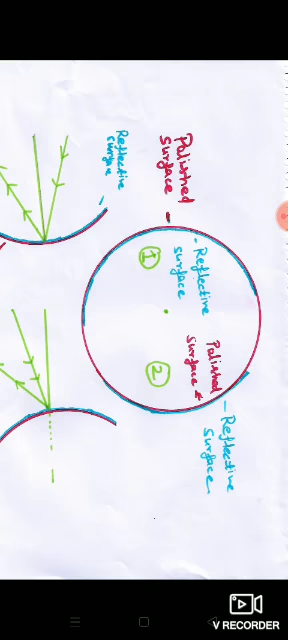 Polished
surface
Reflective
surface
Reflective
surface
①
②
Polished
surface
Reflective
Surface
V RECORDER